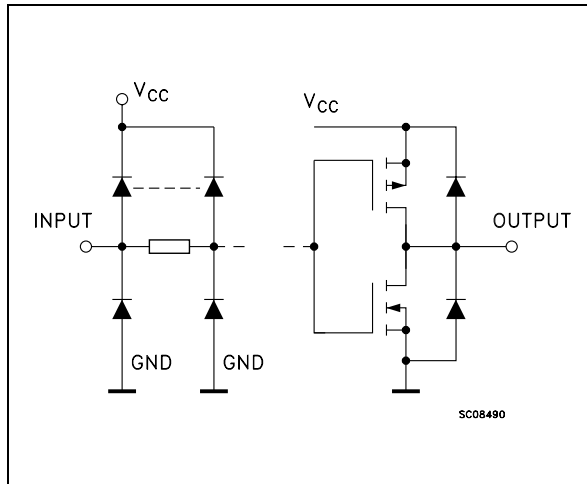 VCC
VCC
INPUT
OUTPUT
GND
GND
SC08490